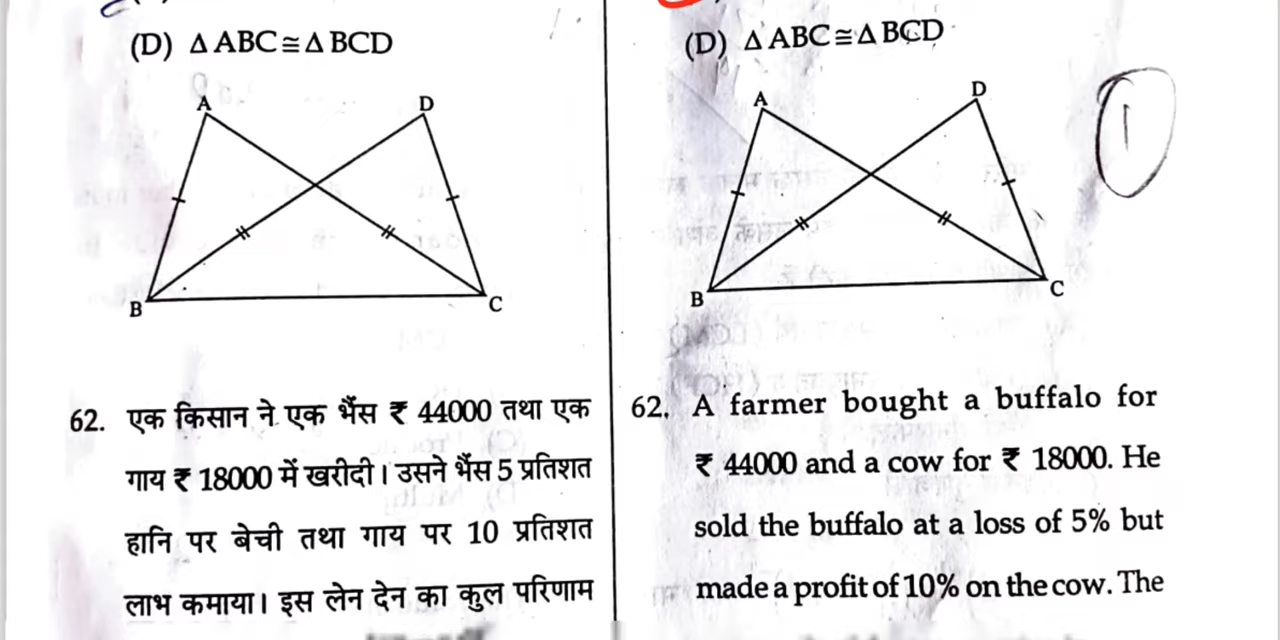 (D) Δ ABC ≅ Δ BCD
A
D
B
C
62. एक किसान ने एक भैंस ₹ 44000 तथा एक
गाय ₹ 18000 में खरीदी। उसने भैंस 5 प्रतिशत
हानि पर बेची तथा गाय पर 10 प्रतिशत
लाभ कमाया। इस लेन देन का कुल परिणाम
(D) Δ ABC ≅ Δ BCD
A
D
B
C
1
62. A farmer bought a buffalo for
₹ 44000 and a cow for ₹ 18000. He
sold the buffalo at a loss of 5% but
made a profit of 10% on the cow. The